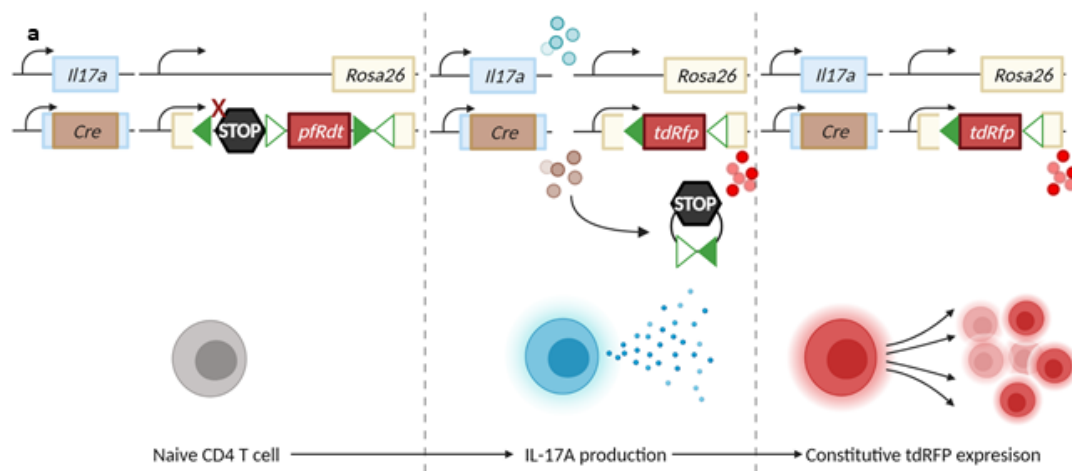 a
Il17a Rosa26 Il17a Rosa26 Il17a Rosa26
X
Cre STOP pfRdt Cre tdRfp Cre tdRfp
STOP
Naive CD4 T cell IL-17A production Constitutive tdRFP expresison